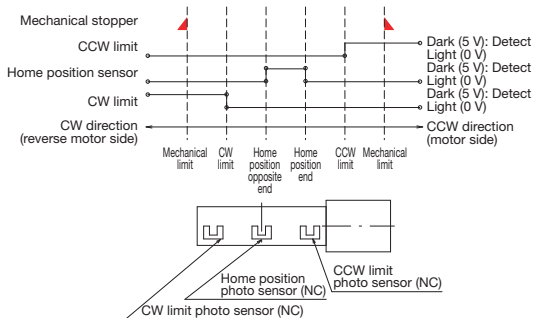 Mechanical stopper
CCW limit
Dark (5 V): Detect
Light (0 V)
Home position sensor
Dark (5 V): Detect
Light (0 V)
CW limit
Dark (5 V): Detect
Light (0 V)
CW direction
(reverse motor side)
CCW direction
(motor side)
Mechanical
limit
CW
limit
Home
position
opposite
end
Home
position
end
CCW
limit
Mechanical
limit
Home position
photo sensor (NC)
CCW limit
photo sensor (NC)
CW limit photo sensor (NC)